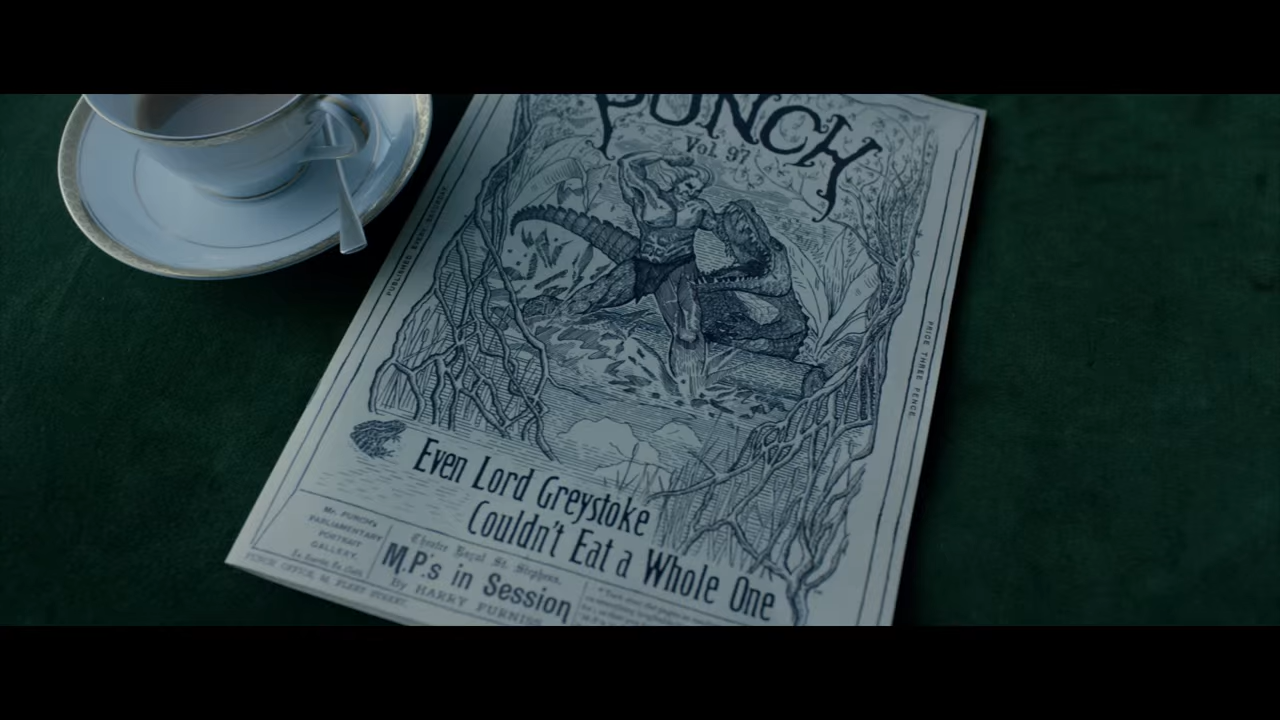 PUNCH
Vol. 97
PUBLISHED EVERY SATURDAY
PRICE THREE PENCE
Even Lord Greystoke
Couldn't Eat a Whole One
Mr. PUNCH's
PARLIAMENTARY
PORTRAIT
GALLERY.
Theatre Royal St. Stephens.
M.P.'s in Session
By HARRY FURNISS
PUNCH OFFICE, 85, FLEET STREET.